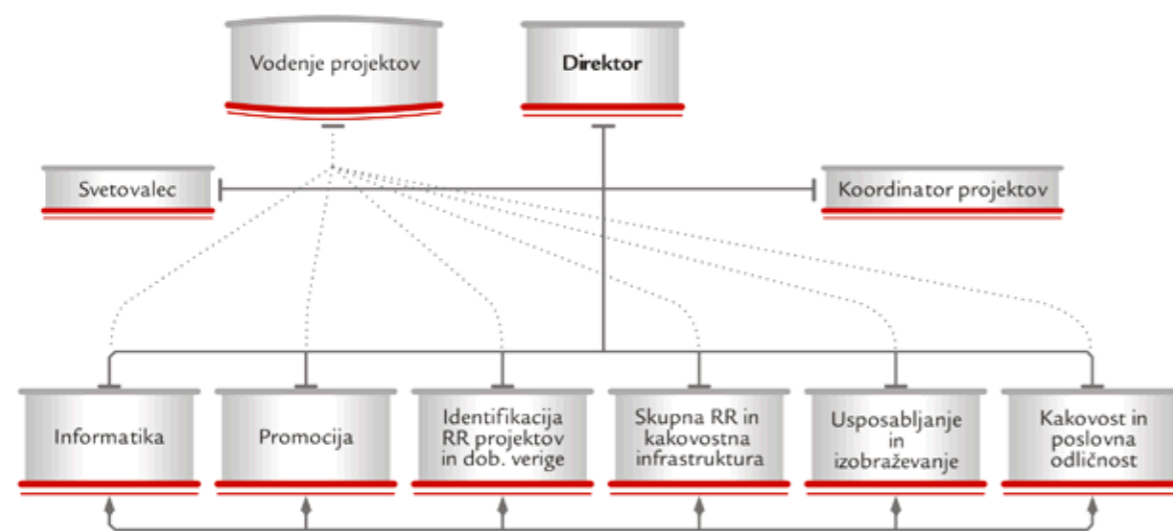 Vodenje projektov
Direktor
Svetovalec
Koordinator projektov
Informatika
Promocija
Identifikacija
RR projektov
in dob. verige
Skupna RR in
kakovostna
infrastruktura
Usposabljanje
in
izobraževanje
Kakovost in
poslovna
odličnost